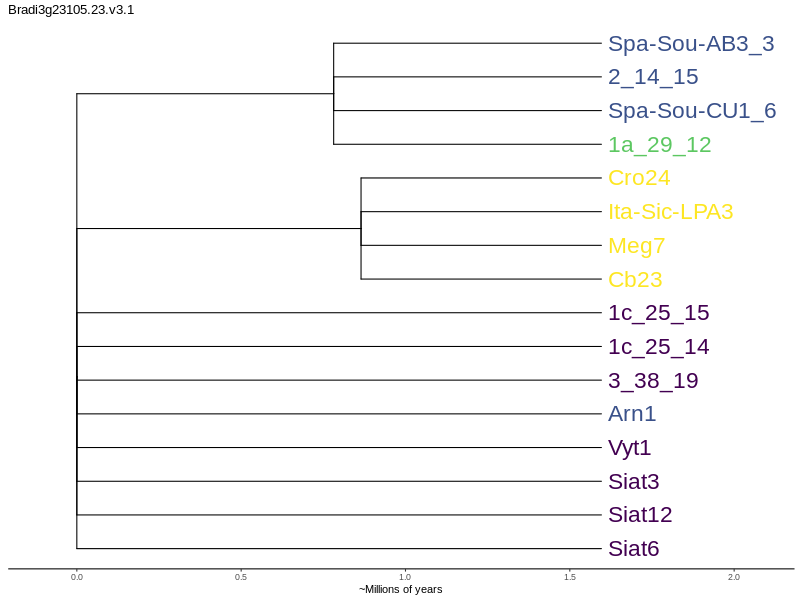 Bradi3g23105.23.v3.1
Spa-Sou-AB3_3
2_14_15
Spa-Sou-CU1_6
1a_29_12
Cro24
Ita-Sic-LPA3
Meg7
Cb23
1c_25_15
1c_25_14
3_38_19
Arn1
Vyt1
Siat3
Siat12
Siat6
0.0 0.5 1.0 1.5 2.0
~Millions of years